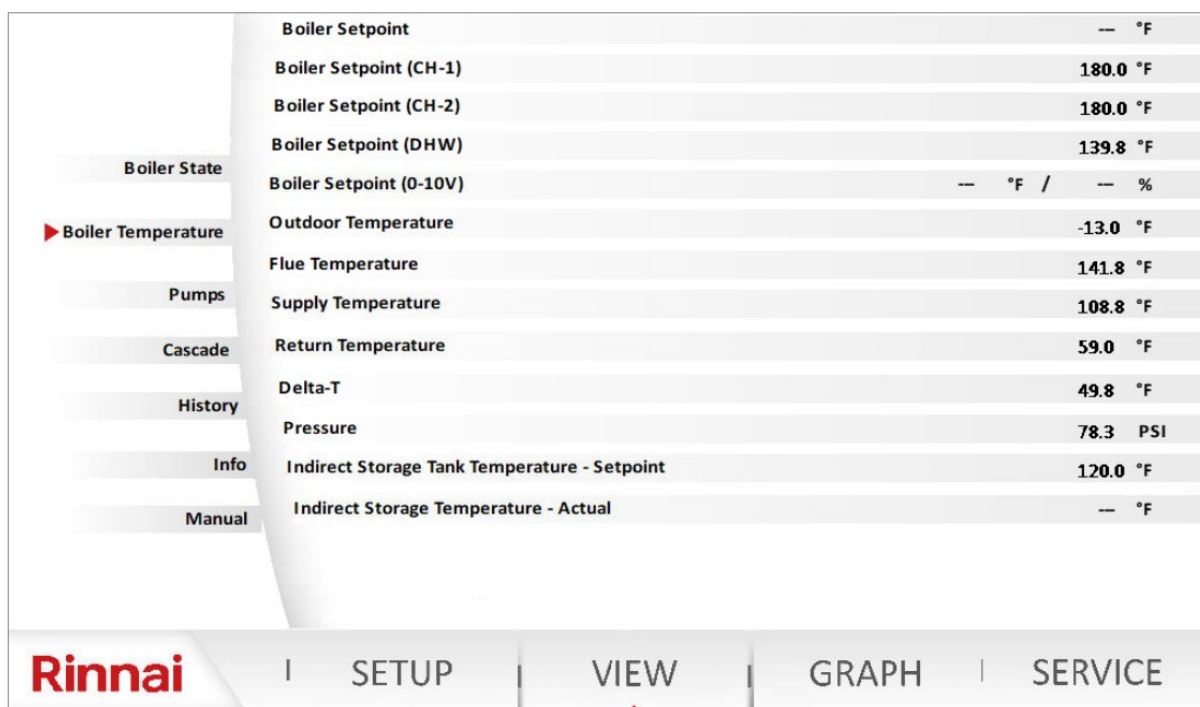 Boiler Setpoint --- °F
Boiler Setpoint (CH-1) 180.0 °F
Boiler Setpoint (CH-2) 180.0 °F
Boiler Setpoint (DHW) 139.8 °F
Boiler State
Boiler Setpoint (0-10V) --- °F / --- %
Boiler Temperature
Outdoor Temperature -13.0 °F
Flue Temperature 141.8 °F
Pumps
Supply Temperature 108.8 °F
Cascade
Return Temperature 59.0 °F
Delta-T 49.8 °F
History
Pressure 78.3 PSI
Info
Indirect Storage Tank Temperature - Setpoint 120.0 °F
Manual
Indirect Storage Temperature - Actual --- °F
Rinnai | SETUP | VIEW | GRAPH | SERVICE